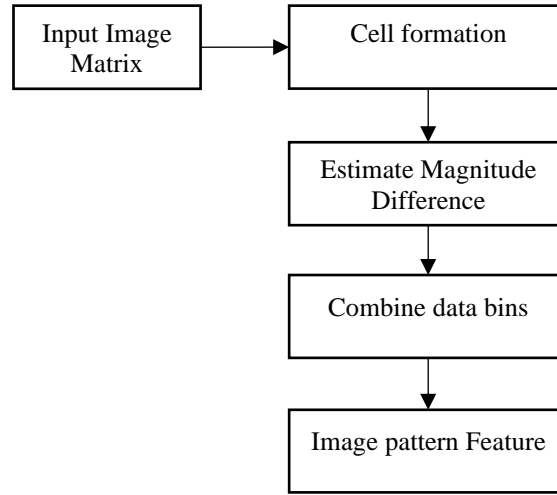 Input Image
Matrix
Cell formation
Estimate Magnitude
Difference
Combine data bins
Image pattern Feature